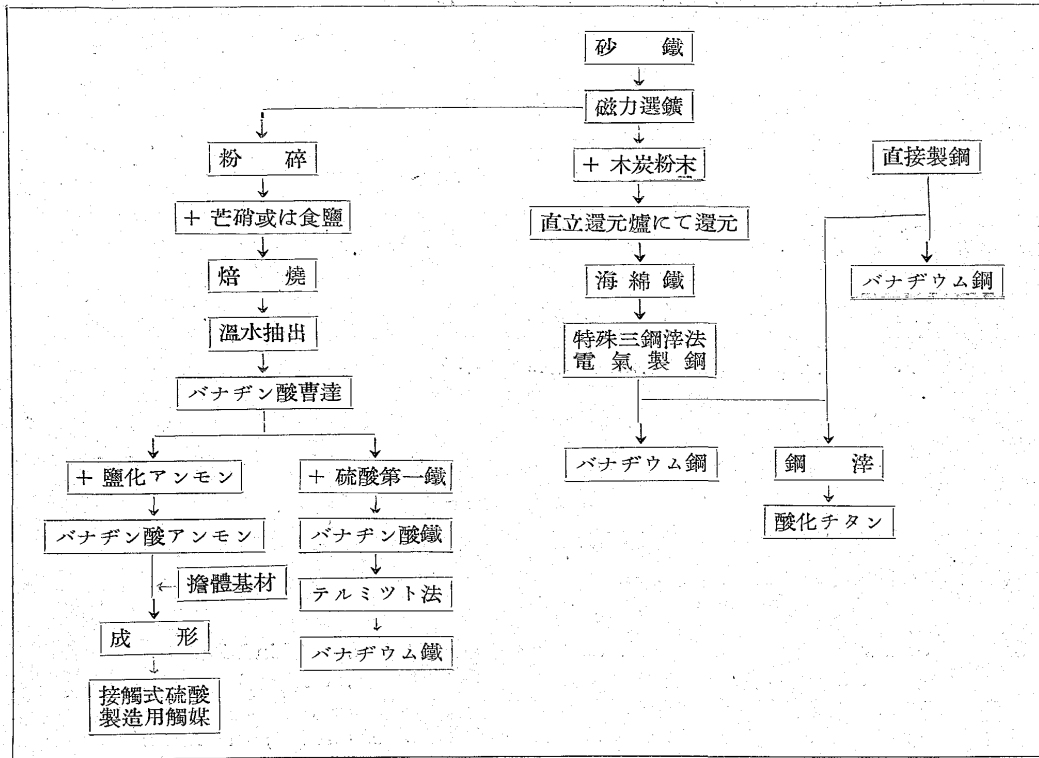 砂鐵
磁力選鑛
粉碎
+ 木炭粉末
直接製鋼
+ 芒硝或は食鹽
直立還元爐にて還元
焙燒
海綿鐵
バナヂウム鋼
溫水抽出
特殊三鋼滓法
電氣製鋼
バナヂン酸曹達
+ 鹽化アンモン
+ 硫酸第一鐵
バナヂウム鋼
鋼滓
バナヂン酸アンモン
バナヂン酸鐵
酸化チタン
擔體基材
テルミツト法
成形
バナヂウム鐵
接觸式硫酸
製造用觸媒